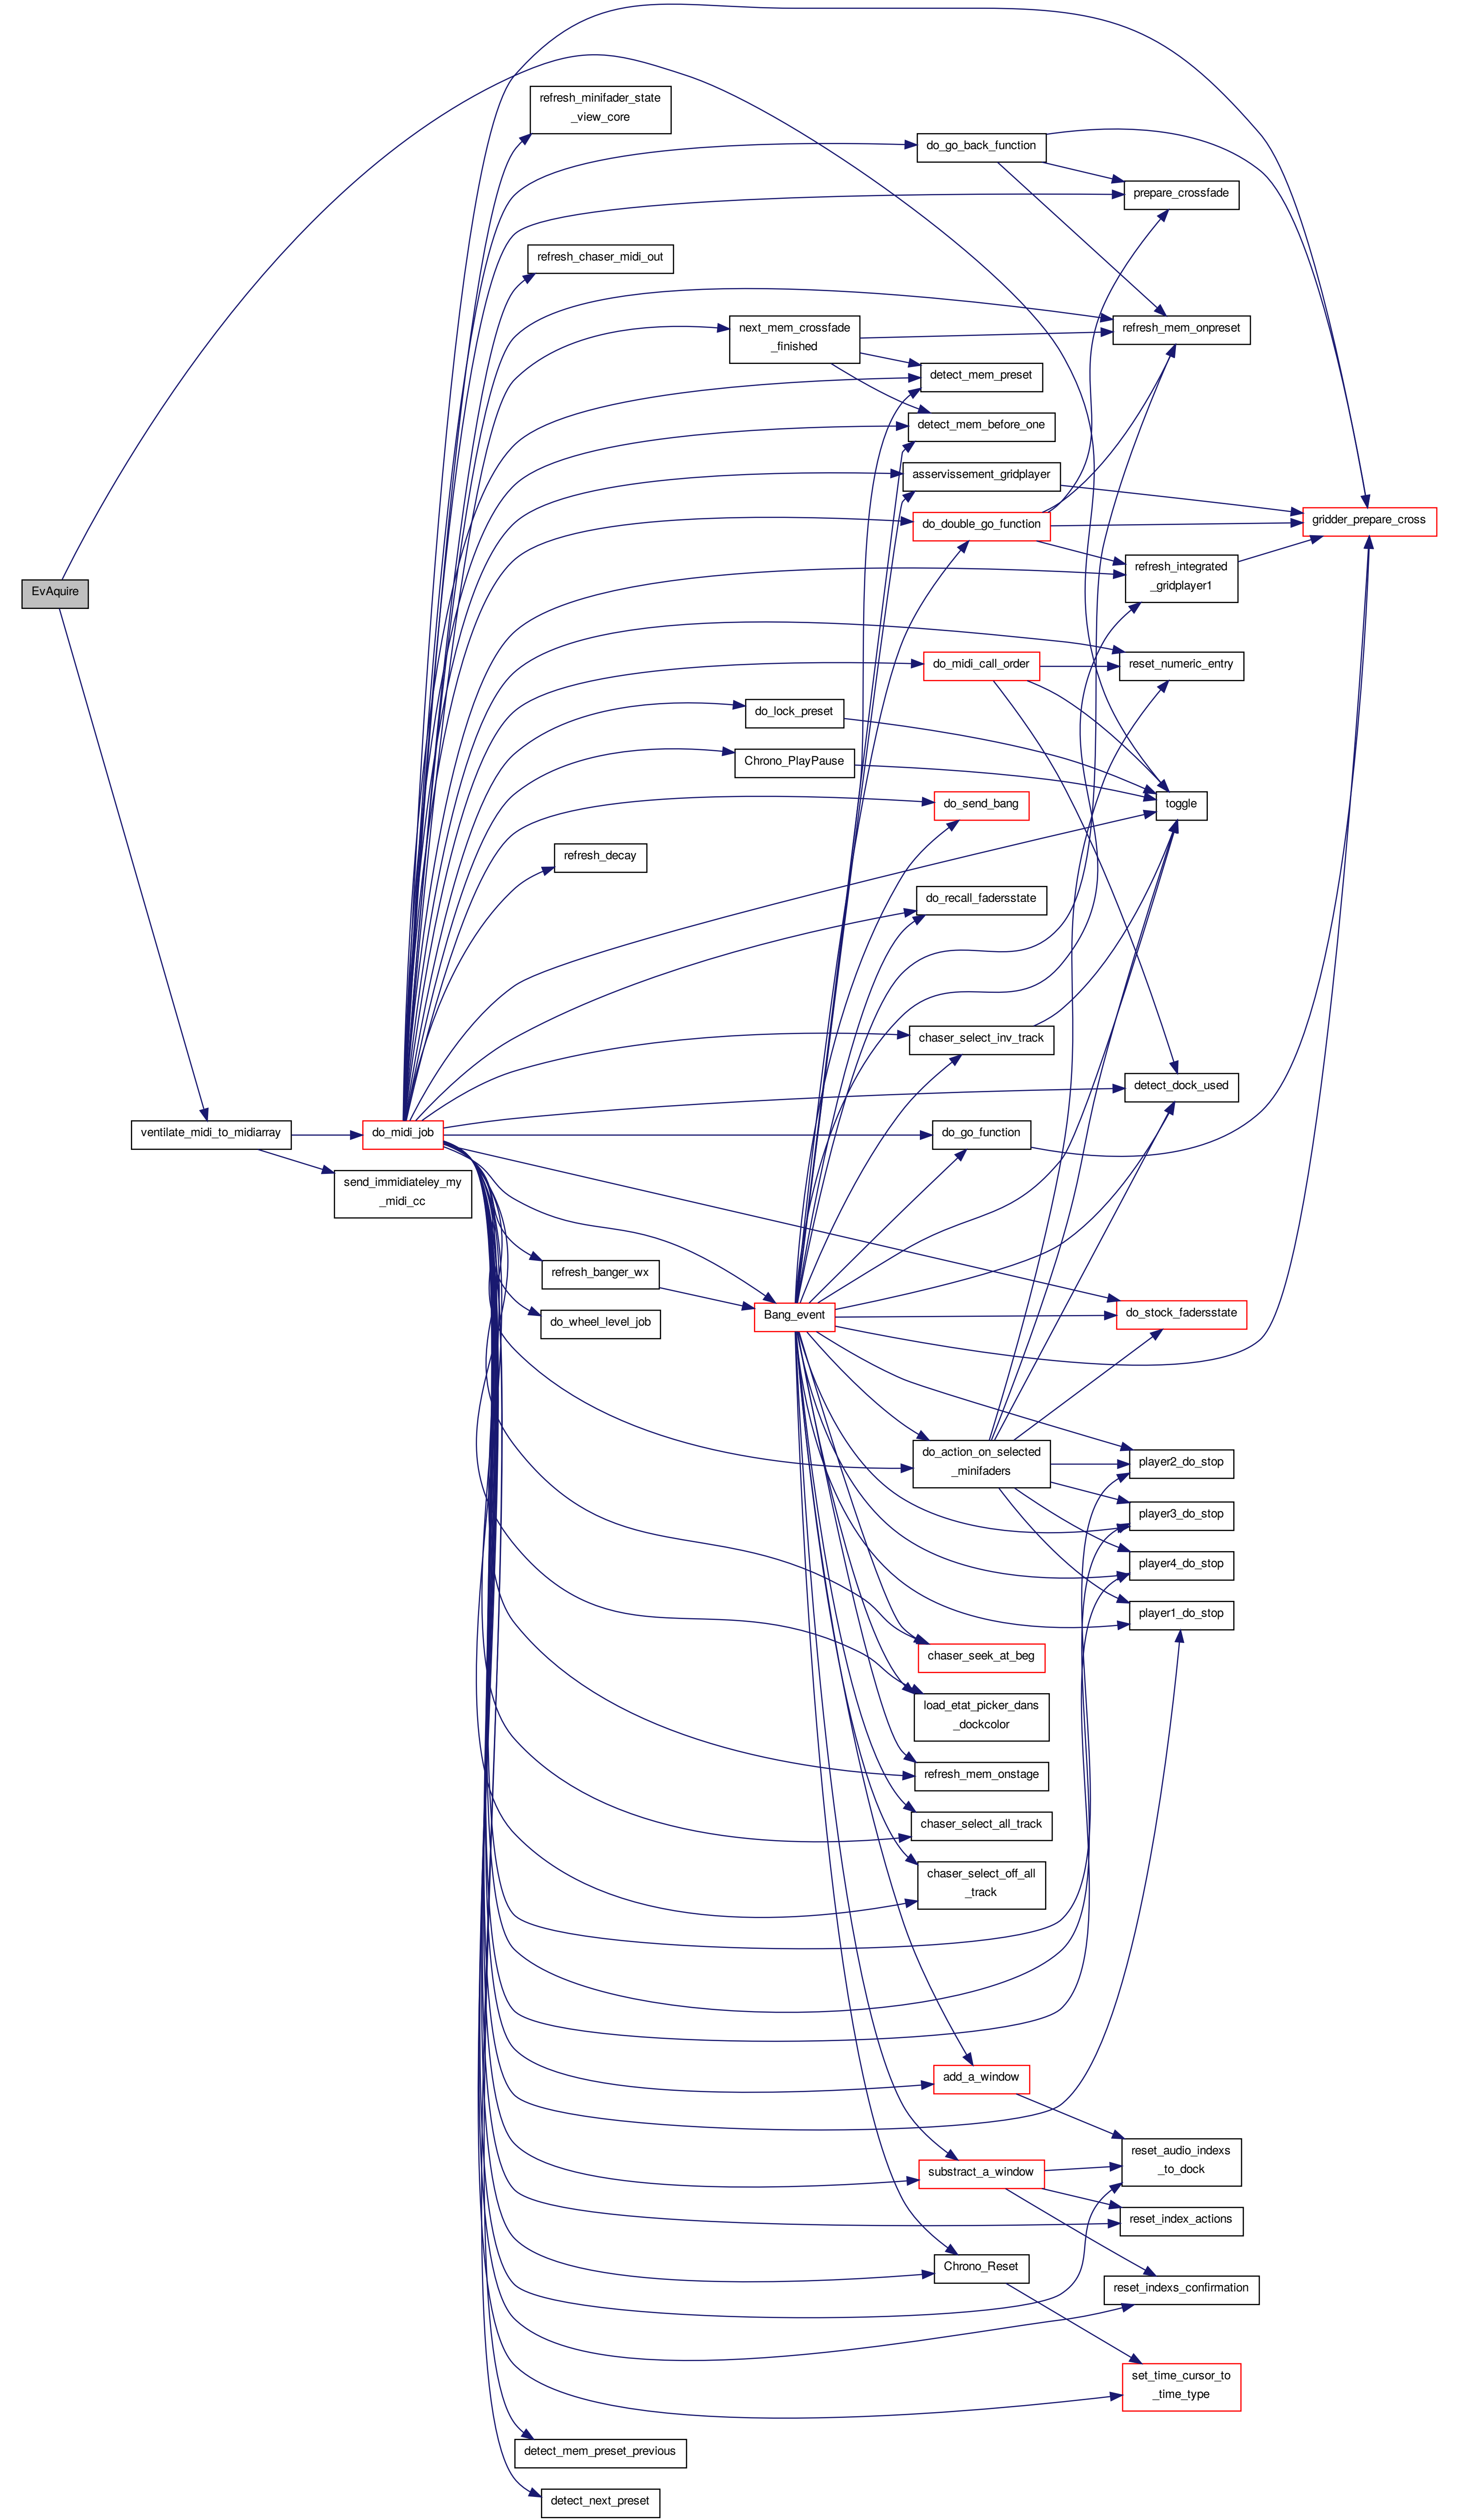 refresh_minifader_state
_view_core
do_go_back_function
prepare_crossfade
refresh_chaser_midi_out
next_mem_crossfade
_finished
refresh_mem_onpreset
detect_mem_preset
detect_mem_before_one
asservissement_gridplayer
do_double_go_function
gridder_prepare_cross
refresh_integrated
_gridplayer1
EvAquire
do_midi_call_order
reset_numeric_entry
do_lock_preset
Chrono_PlayPause
do_send_bang
toggle
refresh_decay
do_recall_fadersstate
chaser_select_inv_track
detect_dock_used
ventilate_midi_to_midiarray
do_midi_job
do_go_function
send_immidiateley_my
_midi_cc
refresh_banger_wx
do_wheel_level_job
Bang_event
do_stock_fadersstate
do_action_on_selected
_minifaders
player2_do_stop
player3_do_stop
player4_do_stop
player1_do_stop
chaser_seek_at_beg
load_etat_picker_dans
_dockcolor
refresh_mem_onstage
chaser_select_all_track
chaser_select_off_all
_track
add_a_window
reset_audio_indexs
_to_dock
substract_a_window
reset_index_actions
Chrono_Reset
reset_indexs_confirmation
set_time_cursor_to
_time_type
detect_mem_preset_previous
detect_next_preset